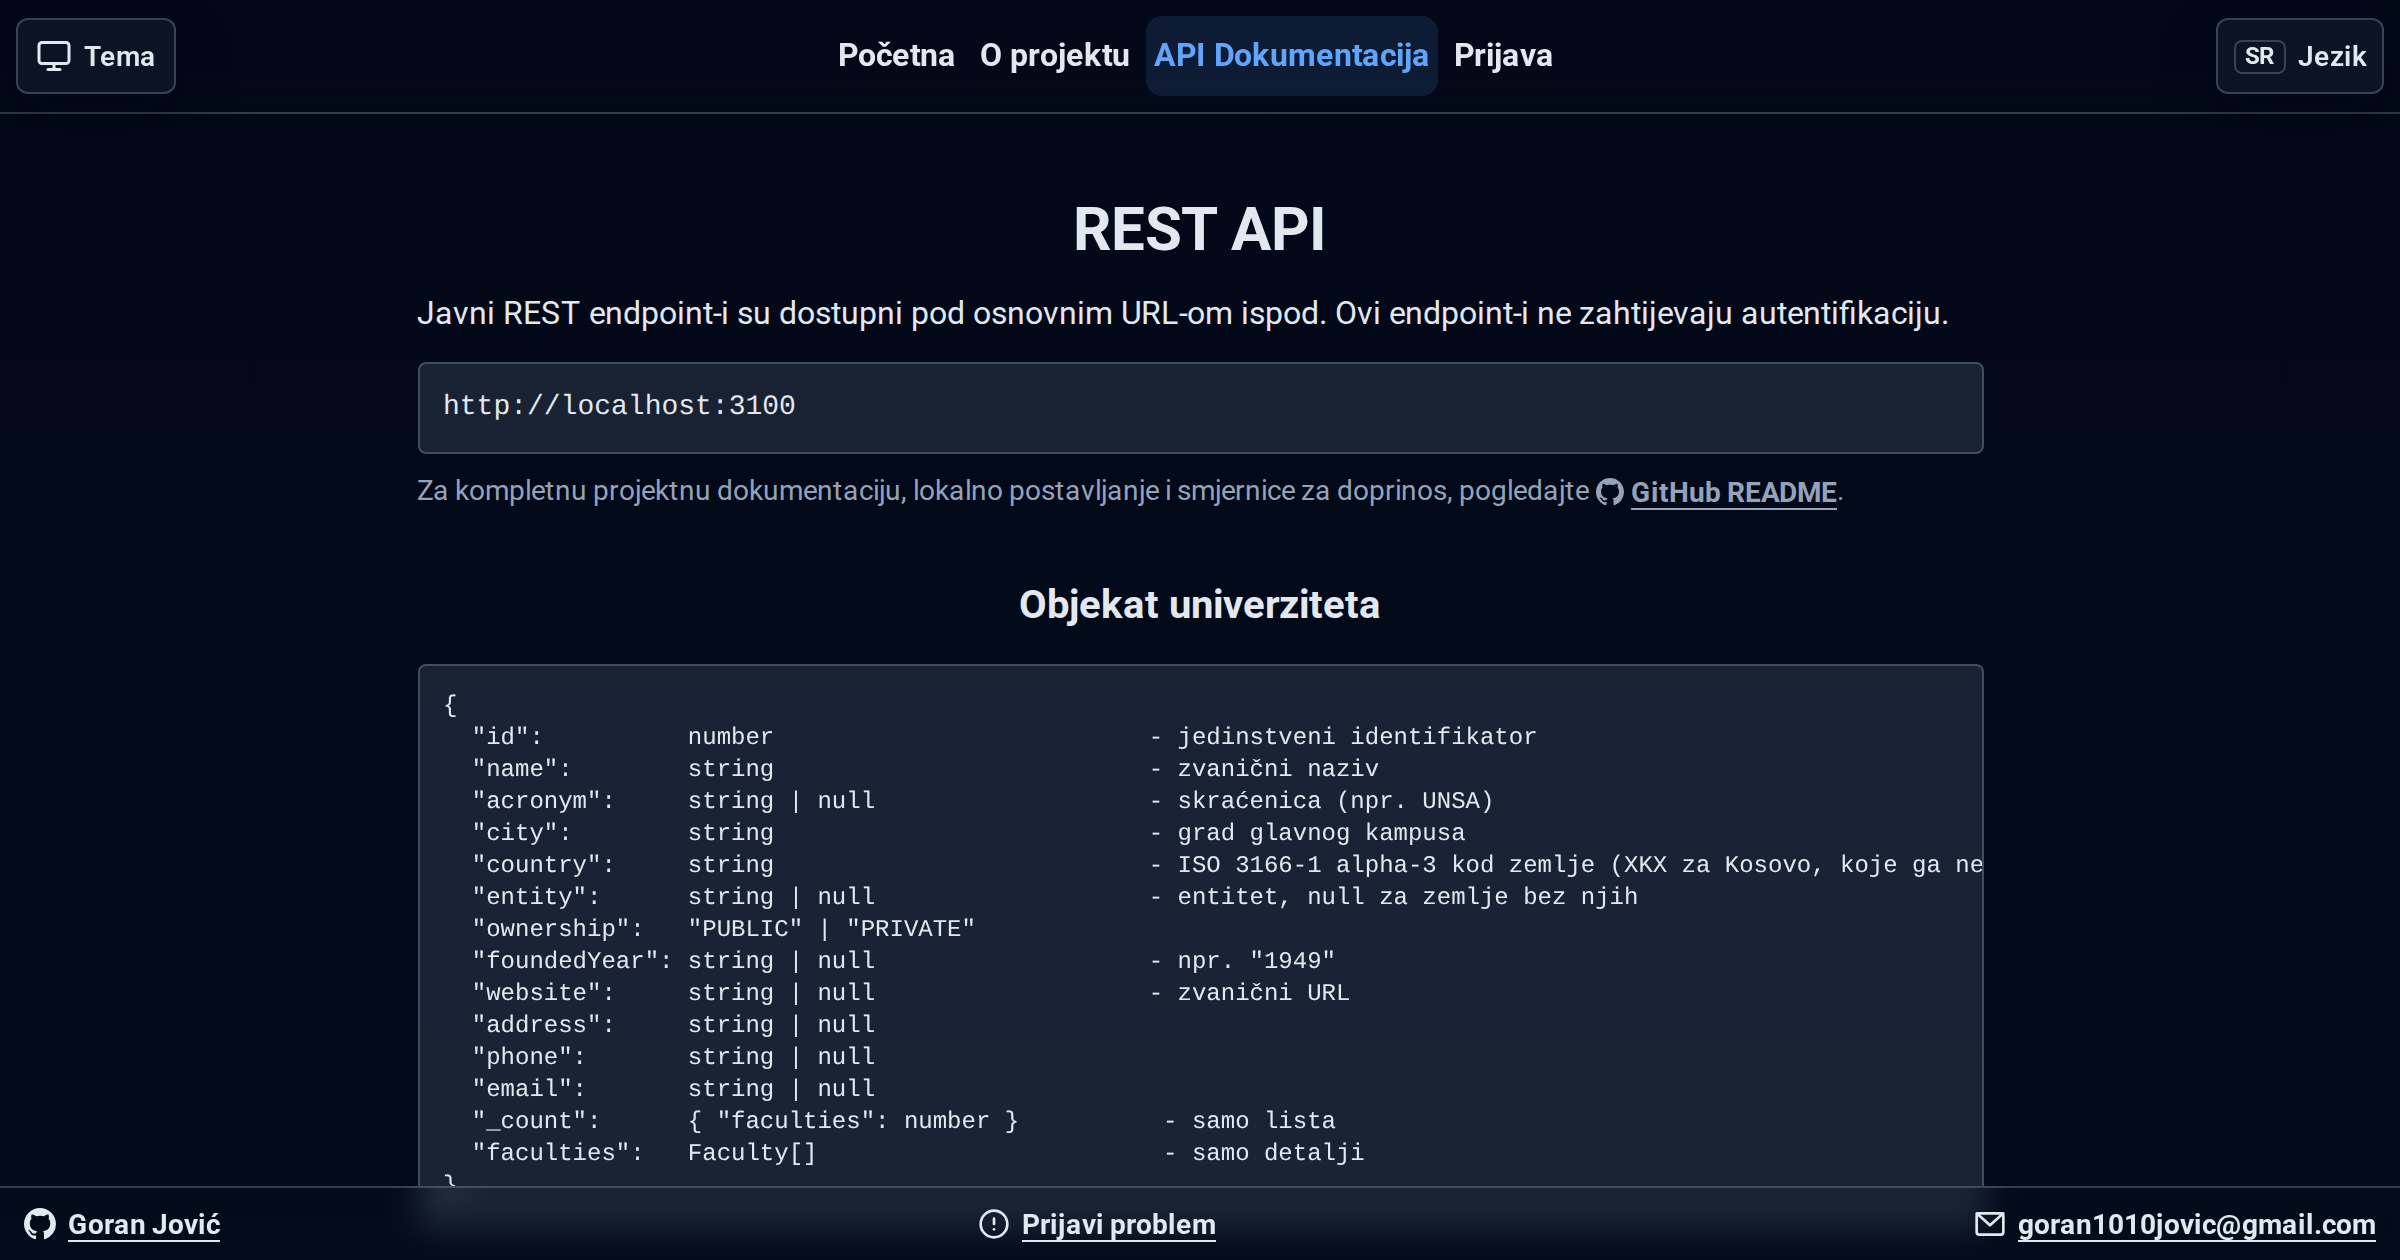 Tema
Početna O projektu API Dokumentacija Prijava
SR Jezik
REST API
Javni REST endpoint-i su dostupni pod osnovnim URL-om ispod. Ovi endpoint-i ne zahtijevaju autentifikaciju.
http://localhost:3100
Za kompletnu projektnu dokumentaciju, lokalno postavljanje i smjernice za doprinos, pogledajte GitHub README.
Objekat univerziteta
{
"id": number - jedinstveni identifikator
"name": string - zvanični naziv
"acronym": string | null - skraćenica (npr. UNSA)
"city": string - grad glavnog kampusa
"country": string - ISO 3166-1 alpha-3 kod zemlje (XKX za Kosovo, koje ga ne
"entity": string | null - entitet, null za zemlje bez njih
"ownership": "PUBLIC" | "PRIVATE"
"foundedYear": string | null - npr. "1949"
"website": string | null - zvanični URL
"address": string | null
"phone": string | null
"email": string | null
"_count": { "faculties": number } - samo lista
"faculties": Faculty[] - samo detalji
}
Goran Jović
Prijavi problem
goran1010jovic@gmail.com